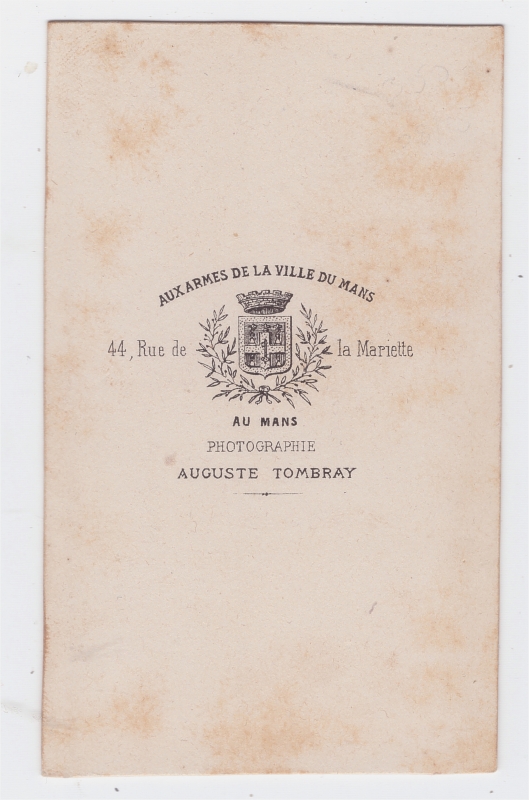 AUX ARMES DE LA VILLE DU MANS
44, Rue de la Mariette
AU MANS
PHOTOGRAPHIE
AUGUSTE TOMBRAY